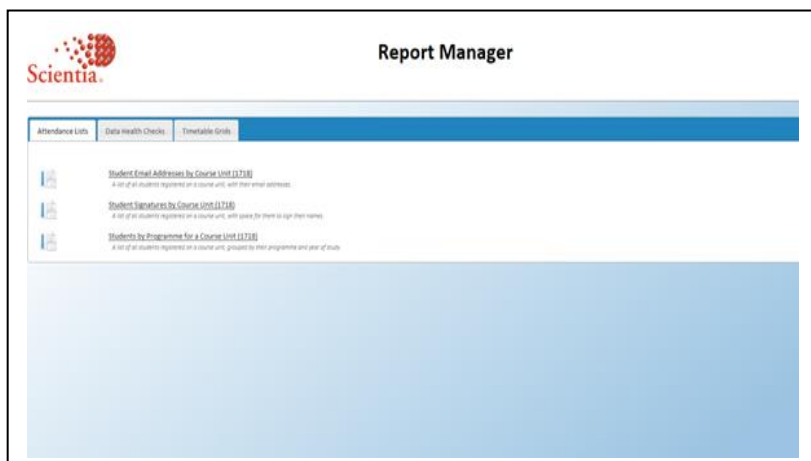 Report Manager
Scientia.
Attendance Lists
Data Health Checks
Timetable Grids
Student Email Addresses by Course Unit (1718)
A list of all students registered on a course unit, with their email addresses.
Student Signatures by Course Unit (1718)
A list of all students registered on a course unit, with space for them to sign their names.
Students by Programme for a Course Unit (1718)
A list of all students registered on a course unit, grouped by their programme and year of study.